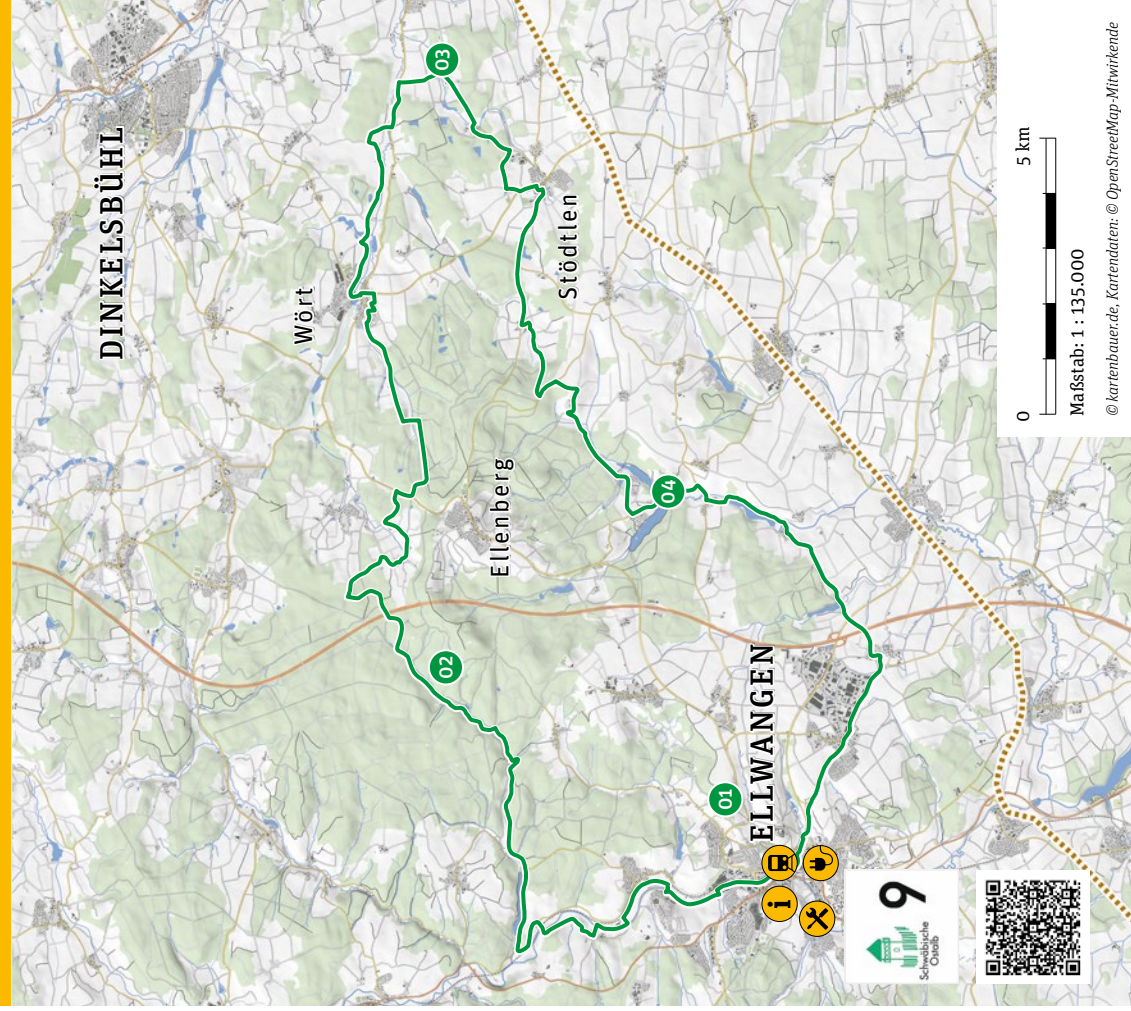 DINKELSBÜHL
Wört
03
Stödtlen
Ellenberg
02
04
ELLWANGEN
01
i
Schwäbische
Ostalb
9
0
5 km
Maßstab: 1 : 135.000
© kartenbauer.de, Kartendaten: © OpenStreetMap-Mitwirkende